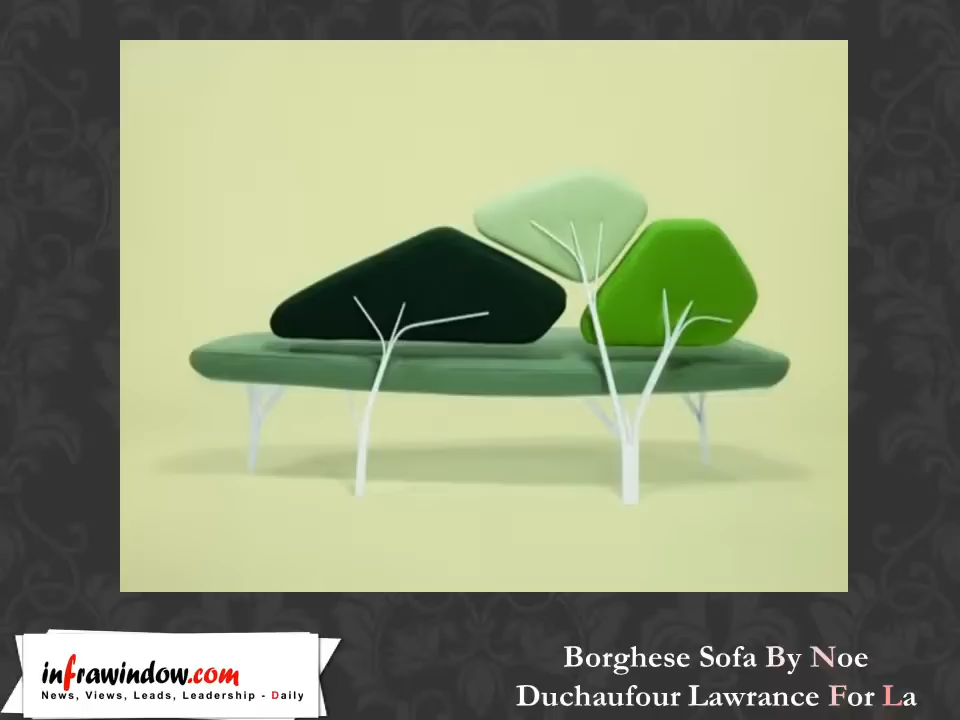 infrawindow.com
News, Views, Leads, Leadership - Daily
Borghese Sofa By Noe
Duchaufour Lawrance For La